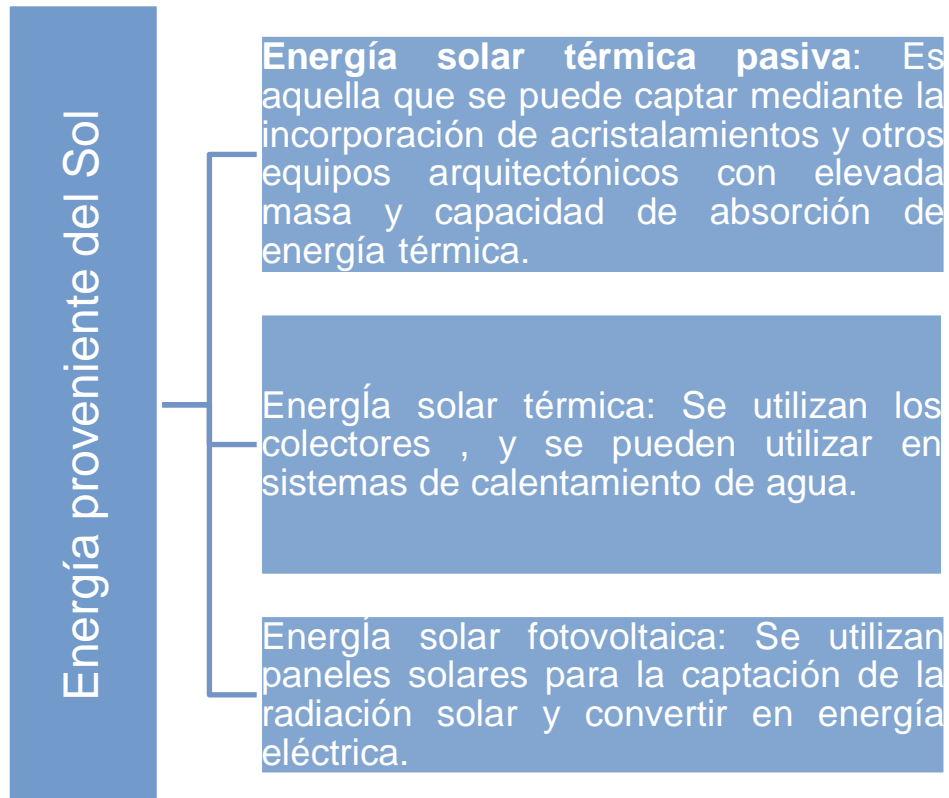 Energía proveniente del Sol
Energía solar térmica pasiva: Es
aquella que se puede captar mediante la
incorporación de acristalamientos y otros
equipos arquitectónicos con elevada
masa y capacidad de absorción de
energía térmica.
EnergÍa solar térmica: Se utilizan los
colectores , y se pueden utilizar en
sistemas de calentamiento de agua.
EnergÍa solar fotovoltaica: Se utilizan
paneles solares para la captación de la
radiación solar y convertir en energía
eléctrica.